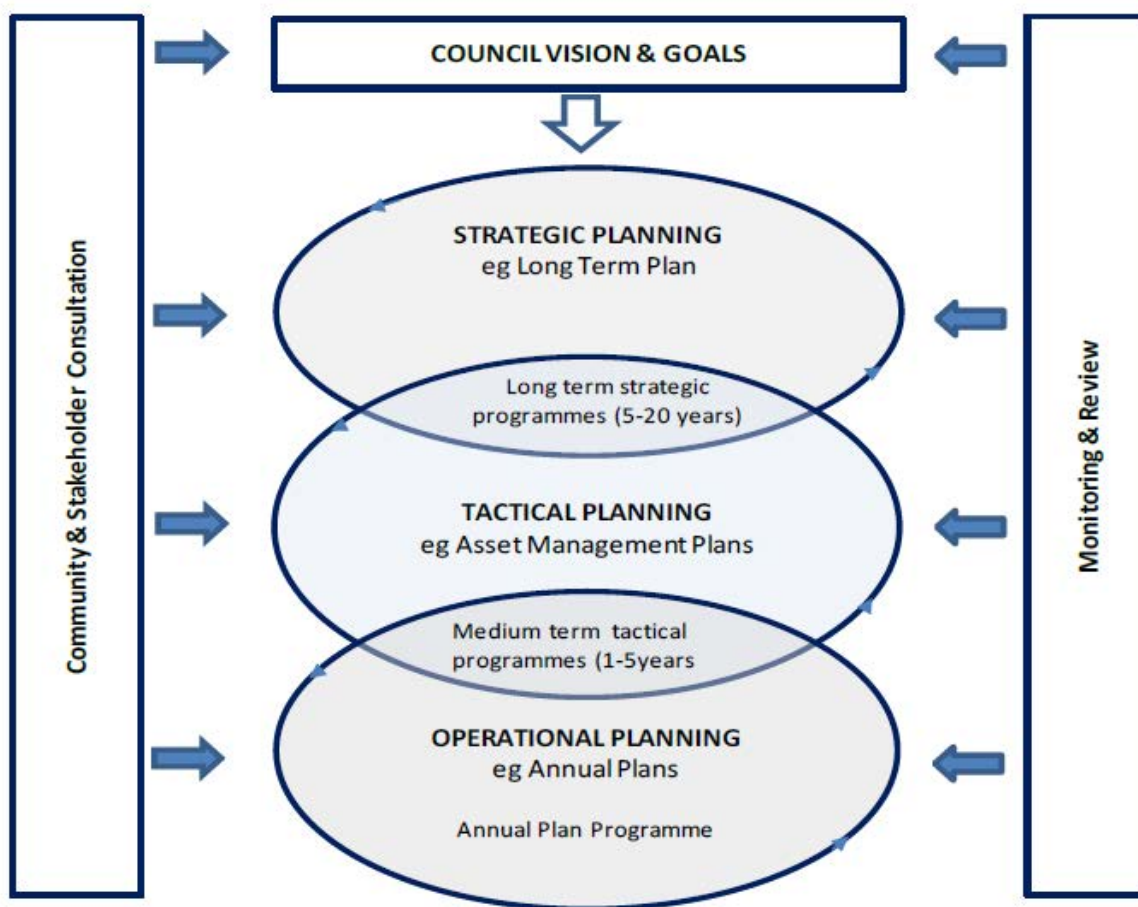 COUNCIL VISION & GOALS
Community & Stakeholder Consultation
STRATEGIC PLANNING
eg Long Term Plan
Long term strategic
programmes (5-20 years)
TACTICAL PLANNING
eg Asset Management Plans
Medium term tactical
programmes (1-5years
OPERATIONAL PLANNING
eg Annual Plans
Annual Plan Programme
Monitoring & Review